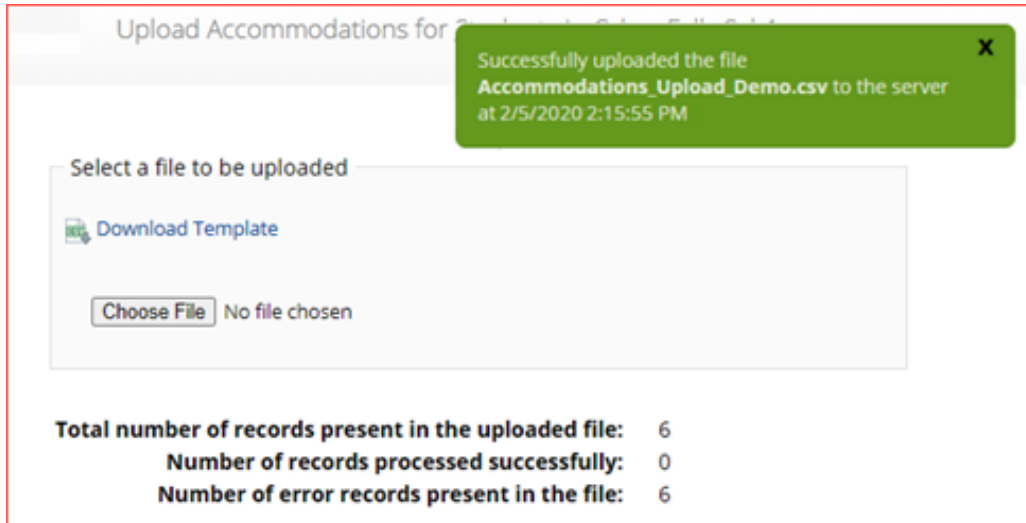 Upload Accommodations for
Successfully uploaded the file
Accommodations_Upload_Demo.csv to the server
at 2/5/2020 2:15:55 PM
X
Select a file to be uploaded
Download Template
Choose File No file chosen
Total number of records present in the uploaded file: 6
Number of records processed successfully: 0
Number of error records present in the file: 6